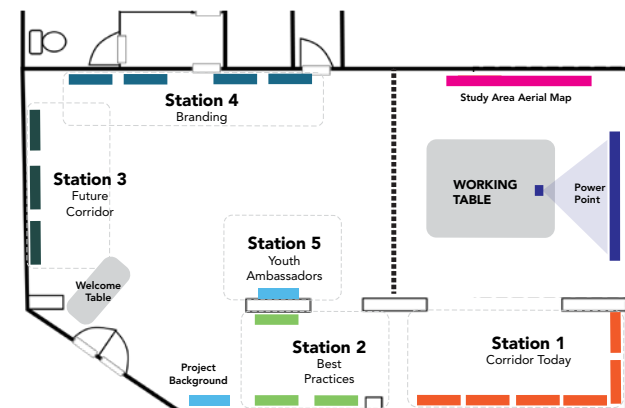 Station 4
Branding
Study Area Aerial Map
Station 3
Future
Corridor
WORKING
TABLE
Power
Point
Station 5
Youth
Ambassadors
Welcome
Table
Station 2
Best
Practices
Station 1
Corridor Today
Project
Background